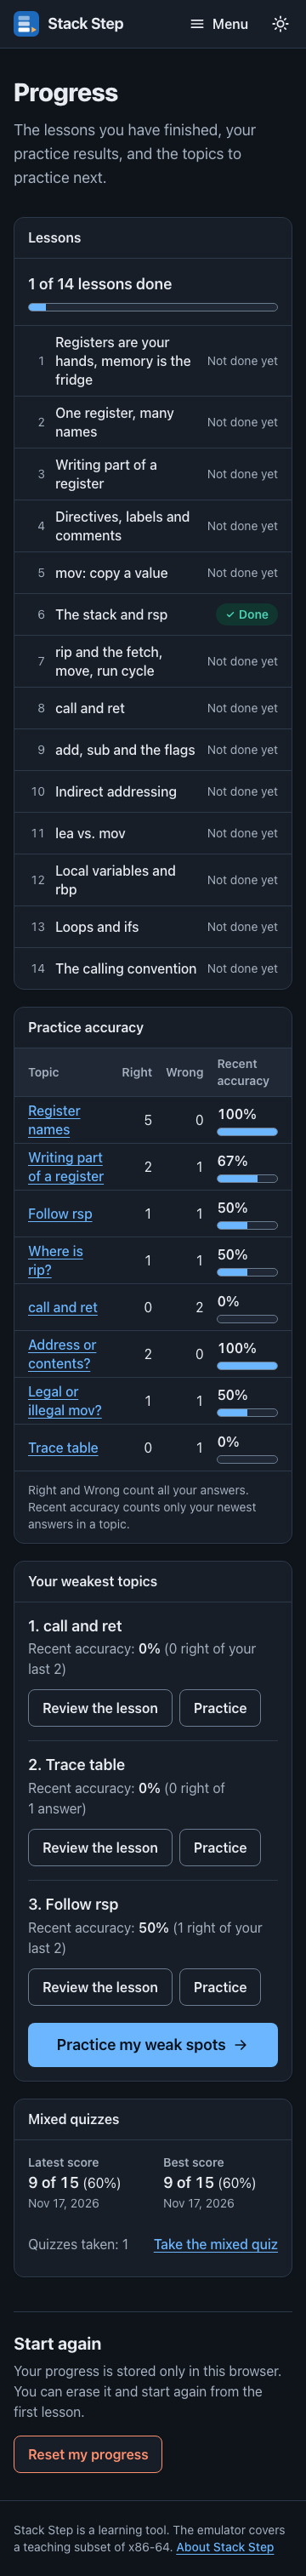 Stack Step
Menu
Progress
The lessons you have finished, your
practice results, and the topics to
practice next.
Lessons
1 of 14 lessons done
1 Registers are your hands, memory is the fridge Not done yet
2 One register, many names Not done yet
3 Writing part of a register Not done yet
4 Directives, labels and comments Not done yet
5 mov: copy a value Not done yet
6 The stack and rsp ✓ Done
7 rip and the fetch, move, run cycle Not done yet
8 call and ret Not done yet
9 add, sub and the flags Not done yet
10 Indirect addressing Not done yet
11 lea vs. mov Not done yet
12 Local variables and rbp Not done yet
13 Loops and ifs Not done yet
14 The calling convention Not done yet
Practice accuracy
Topic Right Wrong Recent accuracy
Register names 5 0 100%
Writing part of a register 2 1 67%
Follow rsp 1 1 50%
Where is rip? 1 1 50%
call and ret 0 2 0%
Address or contents? 2 0 100%
Legal or illegal mov? 1 1 50%
Trace table 0 1 0%
Right and Wrong count all your answers.
Recent accuracy counts only your newest
answers in a topic.
Your weakest topics
1. call and ret
Recent accuracy: 0% (0 right of your
last 2)
Review the lesson Practice
2. Trace table
Recent accuracy: 0% (0 right of
1 answer)
Review the lesson Practice
3. Follow rsp
Recent accuracy: 50% (1 right of your
last 2)
Review the lesson Practice
Practice my weak spots →
Mixed quizzes
Latest score Best score
9 of 15 (60%) 9 of 15 (60%)
Nov 17, 2026 Nov 17, 2026
Quizzes taken: 1 Take the mixed quiz
Start again
Your progress is stored only in this browser.
You can erase it and start again from the
first lesson.
Reset my progress
Stack Step is a learning tool. The emulator covers
a teaching subset of x86-64. About Stack Step